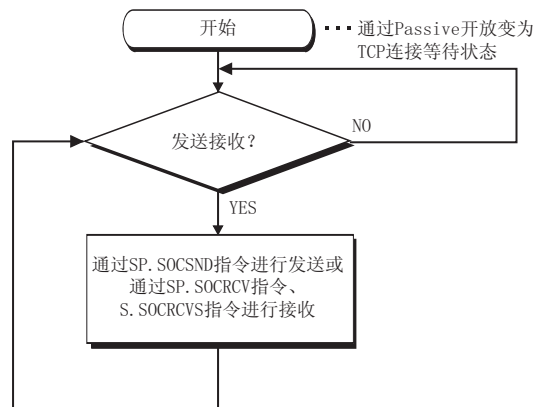 开始
･･･通过Passive开放变为
TCP连接等待状态
发送接收？
NO
YES
通过SP.SOCSND指令进行发送或
通过SP.SOCRCV指令、
S.SOCRCVS指令进行接收